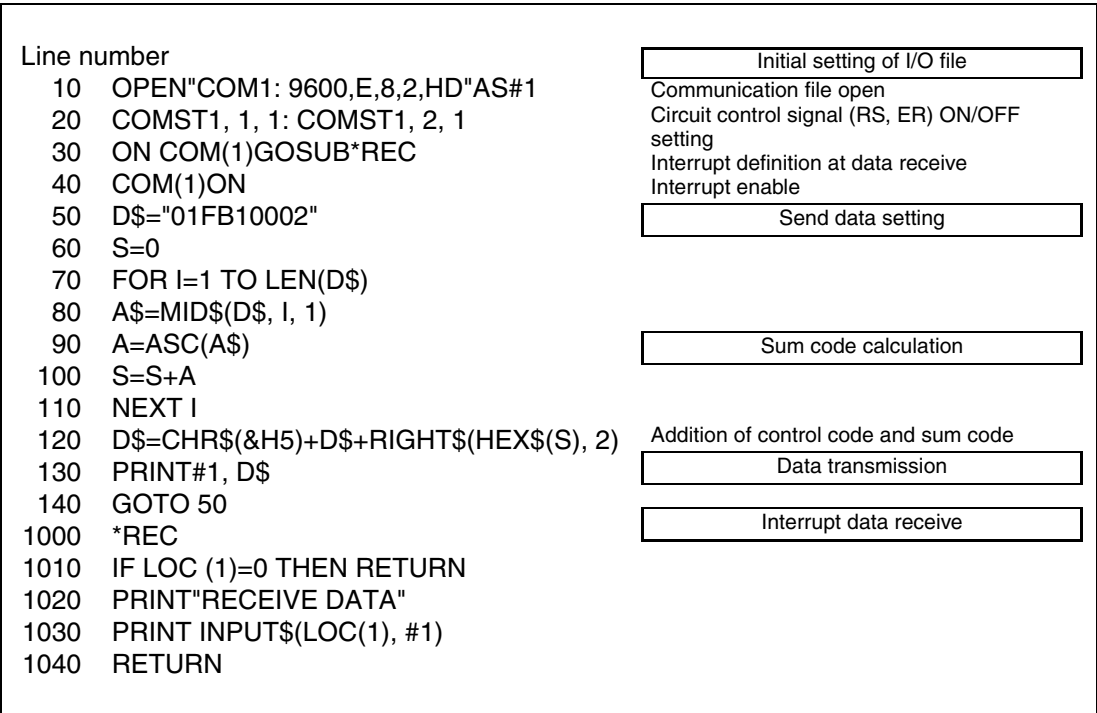 Line number
10 OPEN"COM1: 9600,E,8,2,HD"AS#1
20 COMST1, 1, 1: COMST1, 2, 1
30 ON COM(1)GOSUB*REC
40 COM(1)ON
50 D$="01FB10002"
60 S=0
70 FOR I=1 TO LEN(D$)
80 A$=MID$(D$, I, 1)
90 A=ASC(A$)
100 S=S+A
110 NEXT I
120 D$=CHR$(&H5)+D$+RIGHT$(HEX$(S), 2)
130 PRINT#1, D$
140 GOTO 50
1000 *REC
1010 IF LOC (1)=0 THEN RETURN
1020 PRINT"RECEIVE DATA"
1030 PRINT INPUT$(LOC(1), #1)
1040 RETURN
Initial setting of I/O file
Communication file open
Circuit control signal (RS, ER) ON/OFF
setting
Interrupt definition at data receive
Interrupt enable
Send data setting
Sum code calculation
Addition of control code and sum code
Data transmission
Interrupt data receive